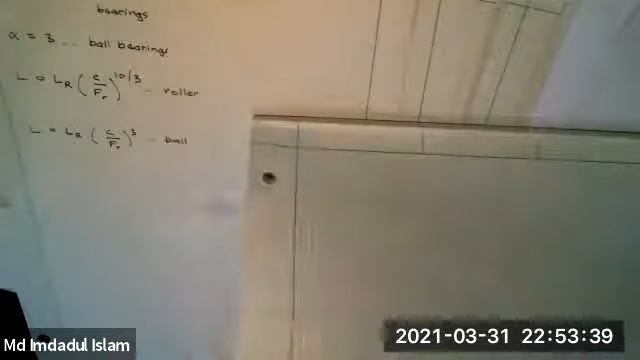 bearings
α = 3 ... ball bearings
L = L_R (C/F_r)^10/3 ... roller
L = L_R (C/F_r)^3 ... ball
Md Imdadul Islam
2021-03-31 22:53:39